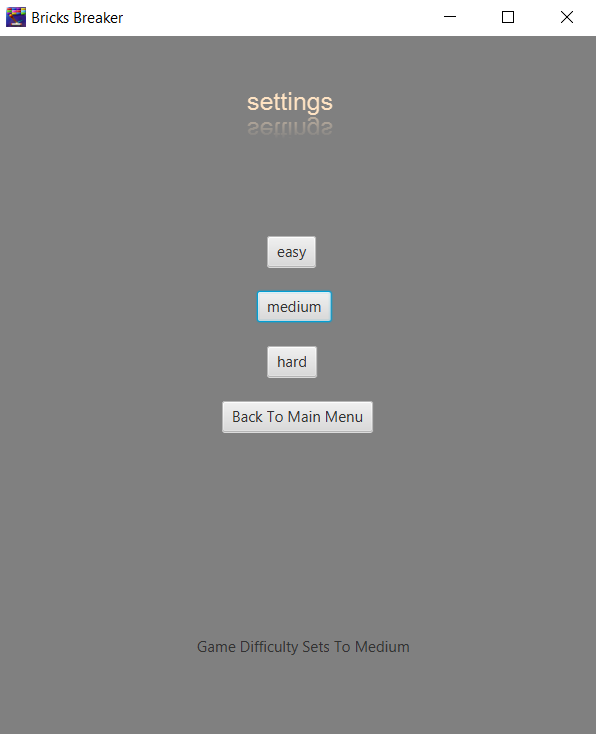 Bricks Breaker
settings
easy
medium
hard
Back To Main Menu
Game Difficulty Sets To Medium